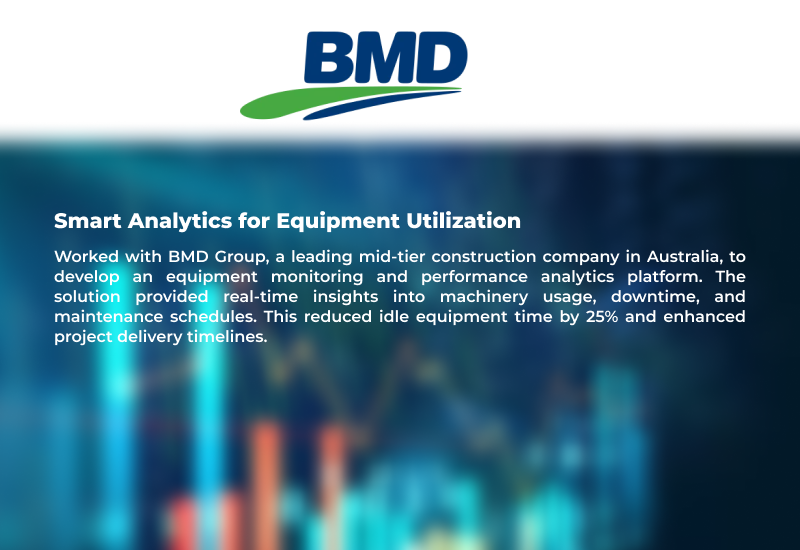 BMD
Smart Analytics for Equipment Utilization
Worked with BMD Group, a leading mid-tier construction company in Australia, to
develop an equipment monitoring and performance analytics platform. The
solution provided real-time insights into machinery usage, downtime, and
maintenance schedules. This reduced idle equipment time by 25% and enhanced
project delivery timelines.